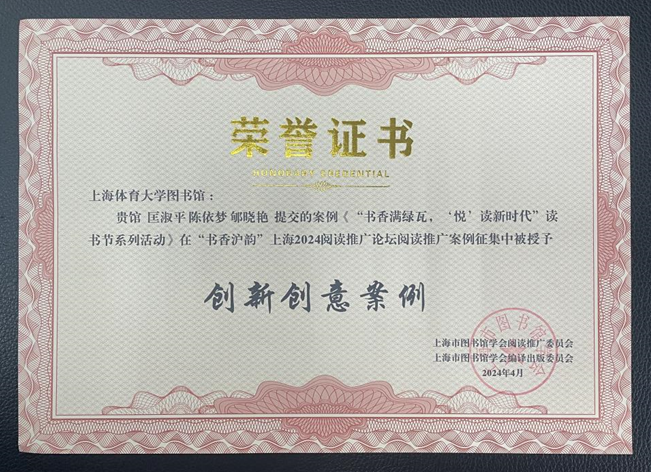 荣誉证书
HONORARY CREDENTIAL
上海体育大学图书馆：
贵馆 匡淑平 陈依梦 郇晓艳 提交的案例《“书香满绿瓦，‘悦’读新时代”读
书节系列活动》在“书香沪韵”上海2024阅读推广论坛阅读推广案例征集中被授予
创新创意案例
上海市图书馆学会阅读推广委员会
上海市图书馆学会编译出版委员会
2024年4月